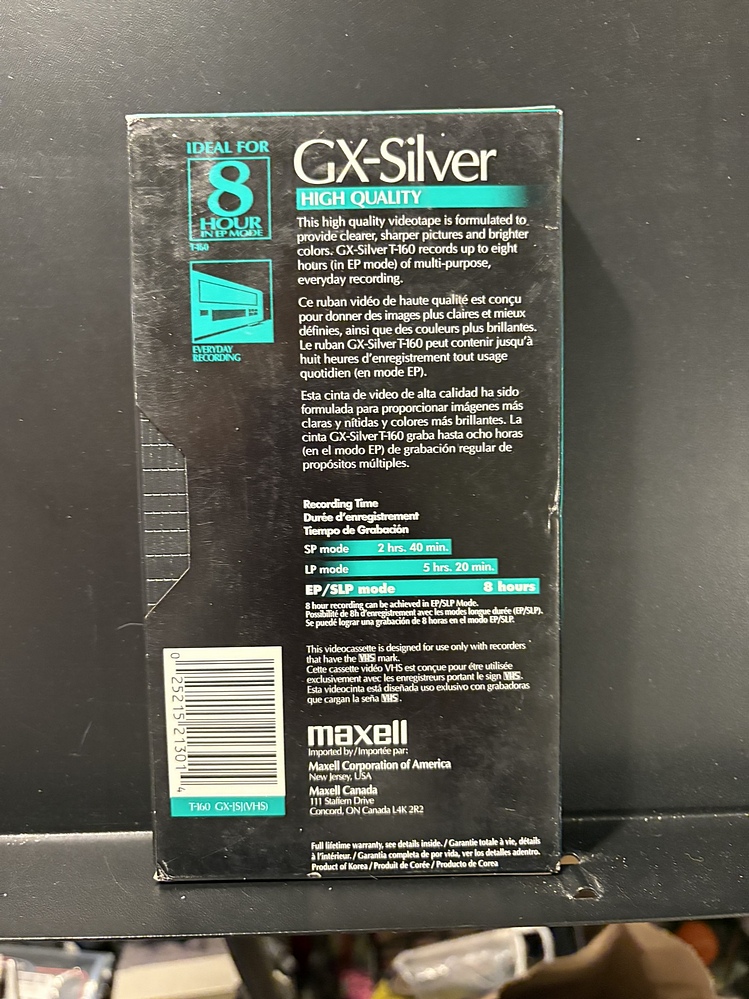 IDEAL FOR
8
HOUR
IN EP MODE
T-160
EVERYDAY
RECORDING
GX-Silver
HIGH QUALITY
This high quality videotape is formulated to
provide clearer, sharper pictures and brighter
colors. GX-Silver T-160 records up to eight
hours (in EP mode) of multi-purpose,
everyday recording.
Ce ruban vidéo de haute qualité est conçu
pour donner des images plus claires et mieux
définies, ainsi que des couleurs plus brillantes.
Le ruban GX-Silver T-160 peut contenir jusqu'à
huit heures d'enregistrement tout usage
quotidien (en mode EP).
Esta cinta de video de alta calidad ha sido
formulada para proporcionar imágenes más
claras y nítidas y colores más brillantes. La
cinta GX-Silver T-160 graba hasta ocho horas
(en el modo EP) de grabación regular de
propósitos múltiples.
Recording Time
Durée d'enregistrement
Tiempo de Grabación
SP mode 2 hrs. 40 min.
LP mode 5 hrs. 20 min.
EP/SLP mode 8 hours
8 hour recording can be achieved in EP/SLP Mode.
Possibilité de 8h d'enregistrement avec les modes longue durée (EP/SLP).
Se puedé lograr una grabación de 8 horas en el modo EP/SLP.
This videocassette is designed for use only with recorders
that have the VHS mark.
Cette cassette vidéo VHS est conçue pour étre utilisée
exclusivement avec les enregistreurs portant le sign VHS.
Esta videocinta está diseñada uso exlusivo con grabadoras
que cargan la seña VHS.
0 25215 21301 4
T-160 GX-[S](VHS)
maxell
Imported by/Importée par:
Maxell Corporation of America
New Jersey, USA
Maxell Canada
111 Staffern Drive
Concord, ON Canada L4K 2R2
Full lifetime warranty, see details inside. / Garantie totale à vie, détails
à l'intérieur. / Garantia completa de por vida, ver los detalles adentro.
Product of Korea / Produit de Corée / Producto de Corea